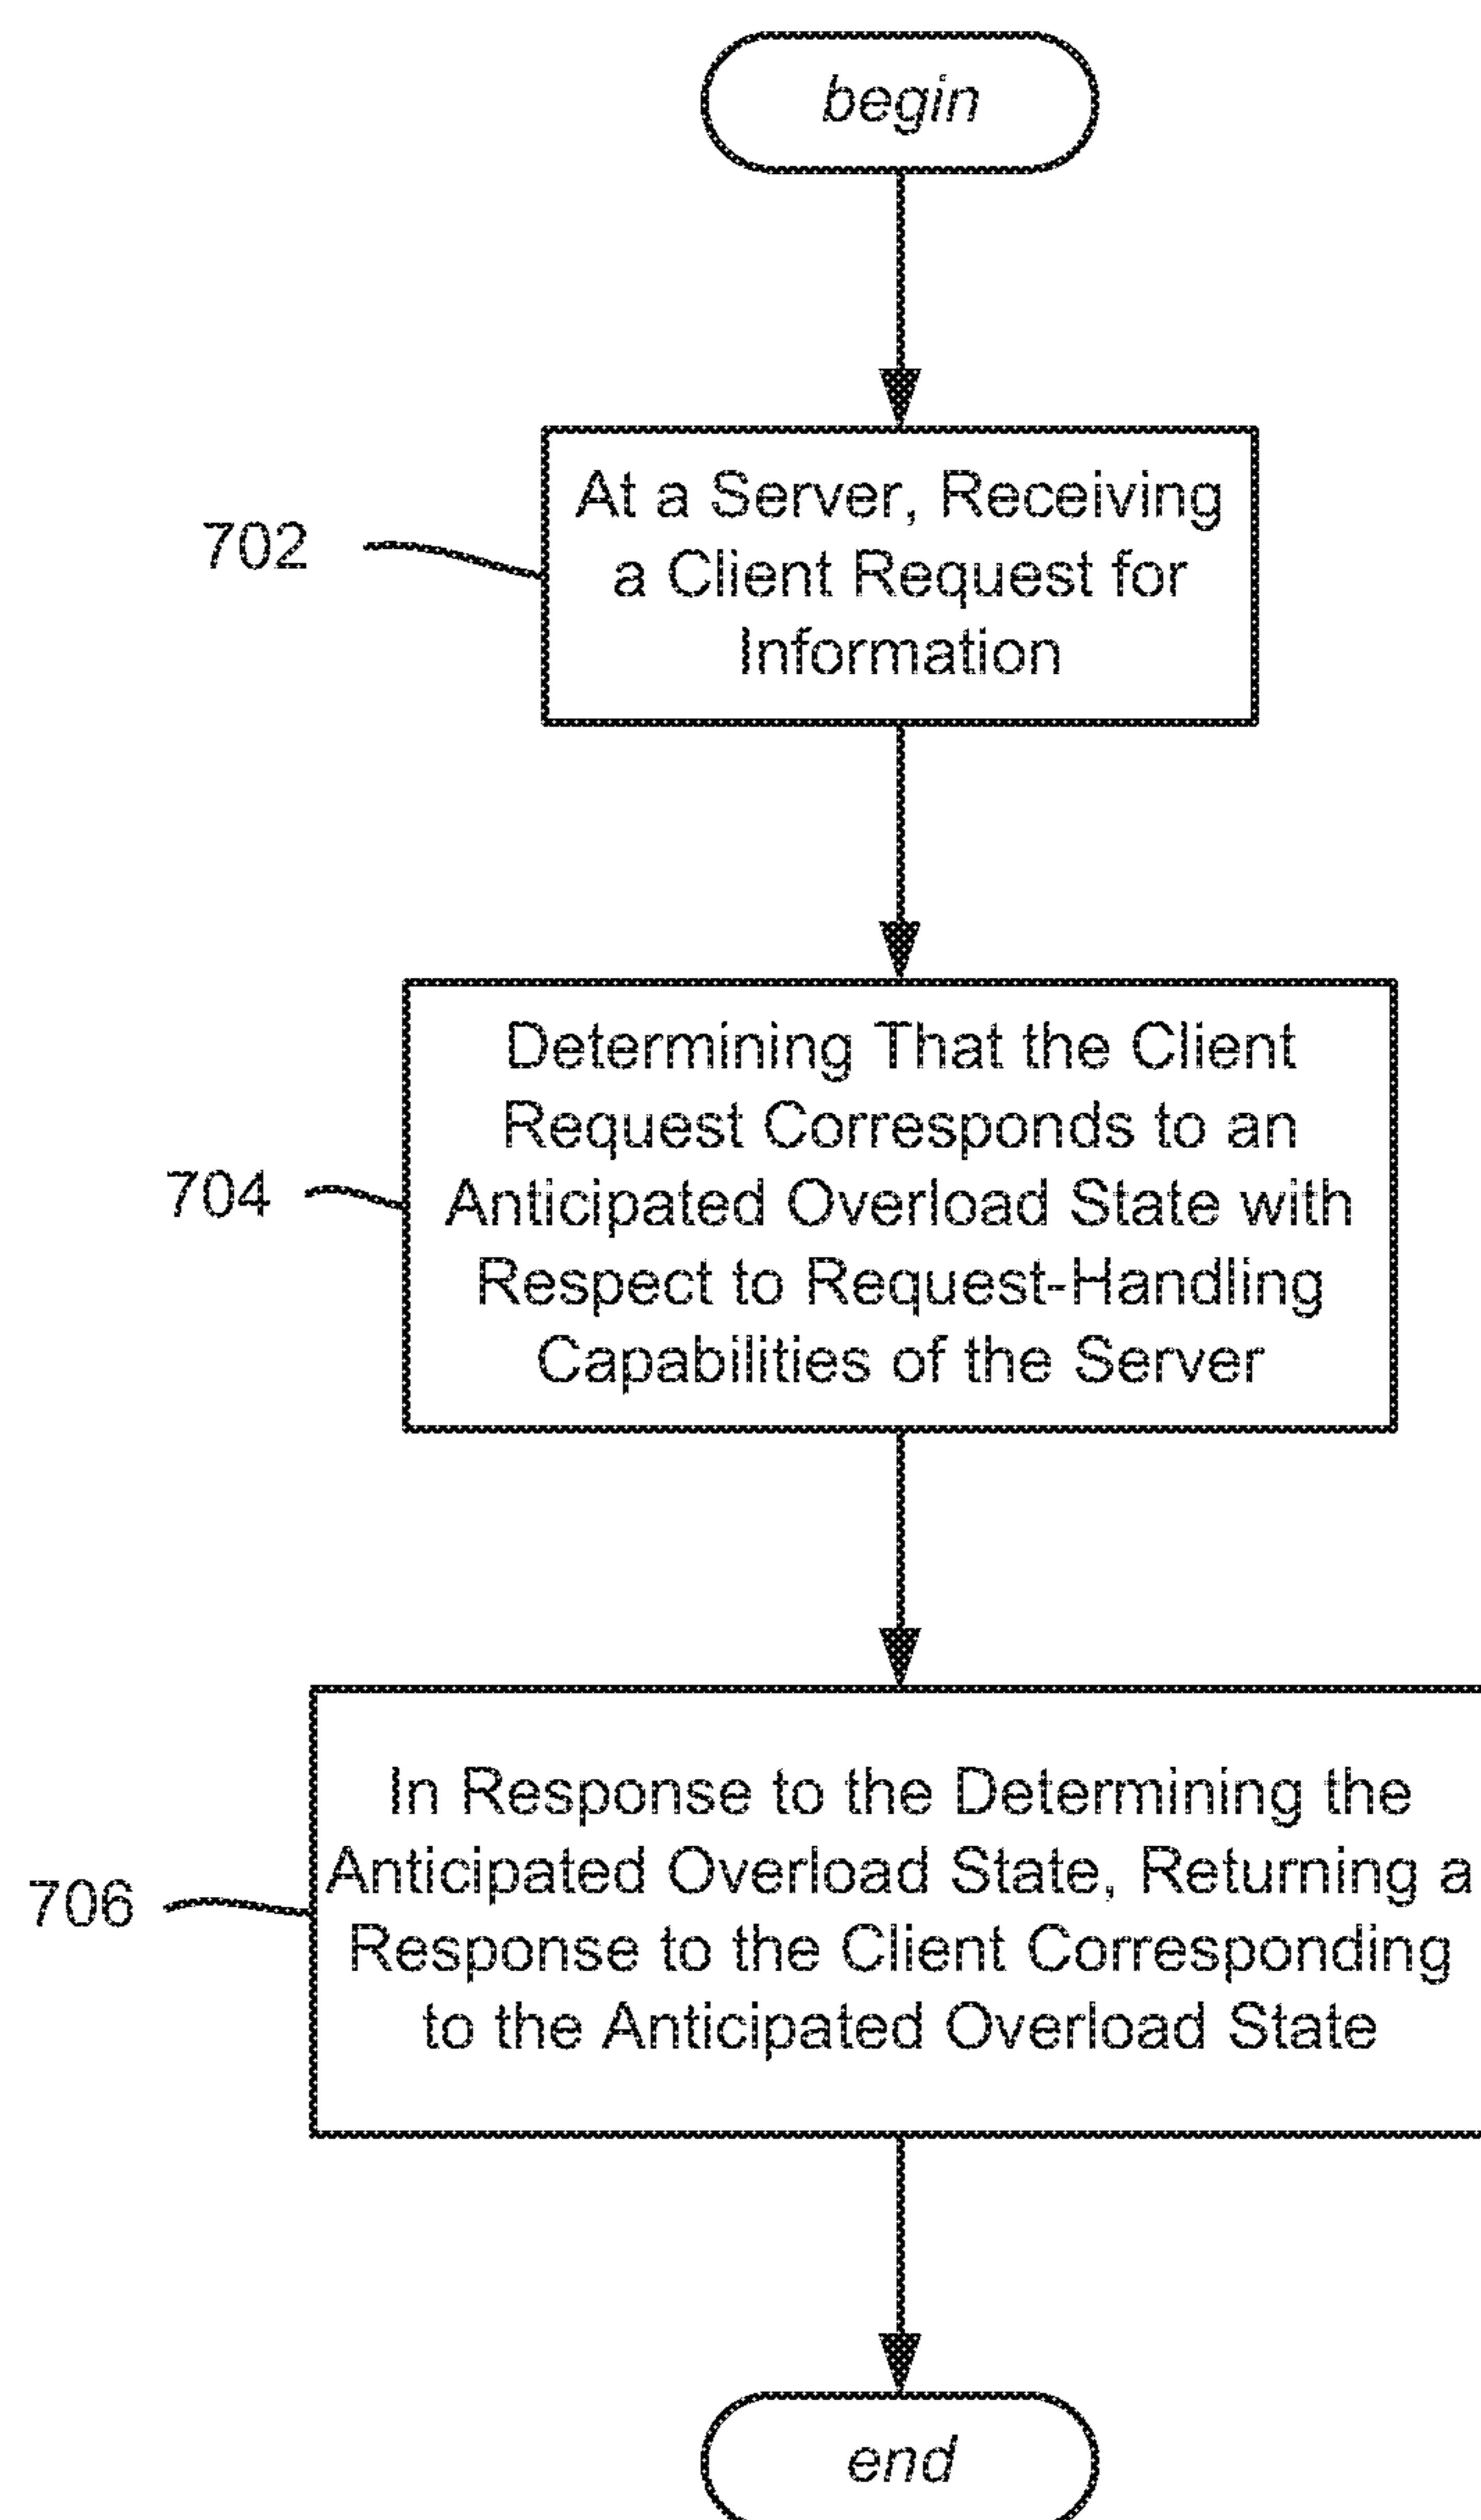 begin
702
At a Server, Receiving
a Client Request for
Information
704
Determining That the Client
Request Corresponds to an
Anticipated Overload State with
Respect to Request-Handling
Capabilities of the Server
706
In Response to the Determining the
Anticipated Overload State, Returning a
Response to the Client Corresponding
to the Anticipated Overload State
end